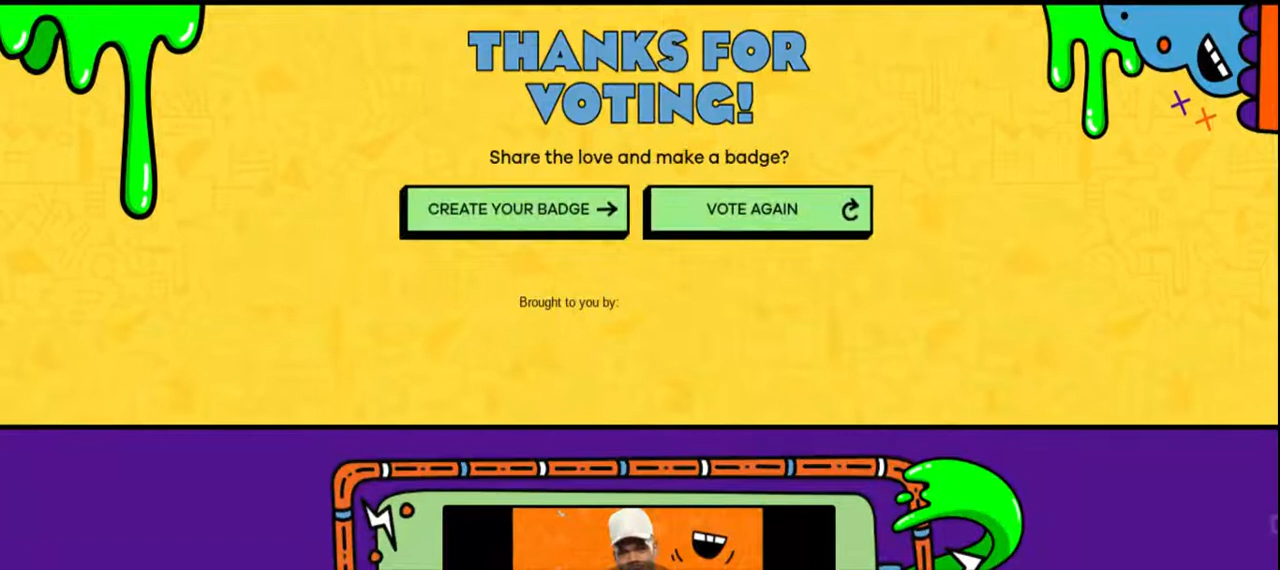 THANKS FOR
VOTING!
Share the love and make a badge?
CREATE YOUR BADGE
VOTE AGAIN
Brought to you by: